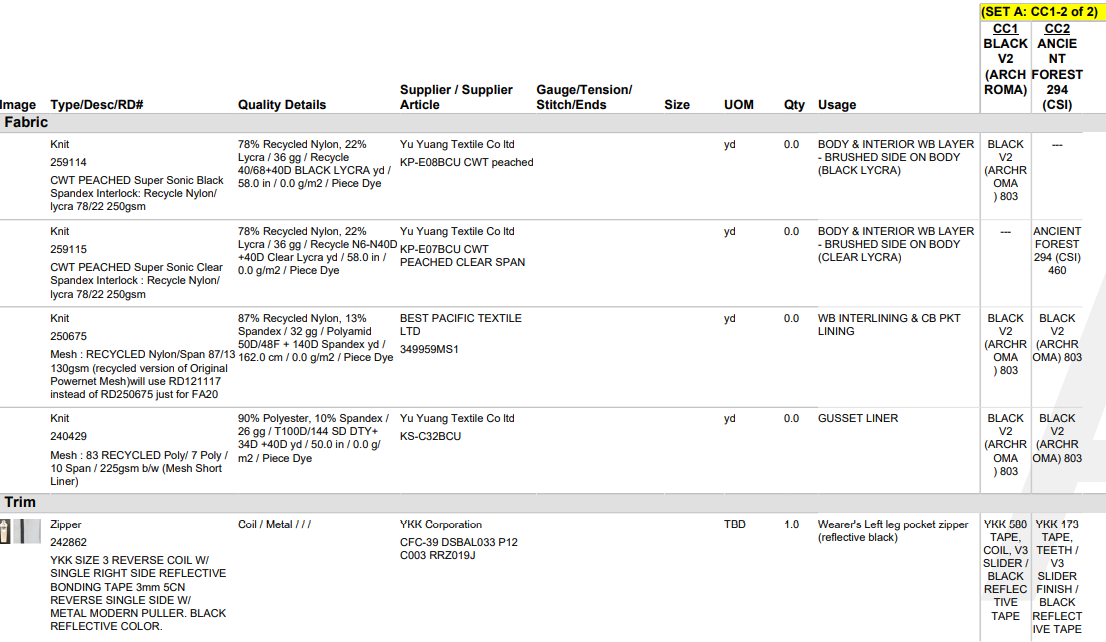 (SET A: CC1-2 of 2)
CC1
BLACK
V2
(ARCH
ROMA)
CC2
ANCIE
NT
FOREST
294
(CSI)
Image
Type/Desc/RD#
Quality Details
Supplier / Supplier
Article
Gauge/Tension/
Stitch/Ends
Size
UOM
Qty
Usage
Fabric
Knit
259114
CWT PEACHED Super Sonic Black
Spandex Interlock: Recycle Nylon/
lycra 78/22 250gsm
78% Recycled Nylon, 22%
Lycra / 36 gg / Recycle
40/68+40D BLACK LYCRA yd /
58.0 in / 0.0 g/m2 / Piece Dye
Yu Yuang Textile Co ltd
KP-E08BCU CWT peached
yd
0.0
BODY & INTERIOR WB LAYER
- BRUSHED SIDE ON BODY
(BLACK LYCRA)
BLACK
V2
(ARCHR
OMA
) 803
---
Knit
259115
CWT PEACHED Super Sonic Clear
Spandex Interlock : Recycle Nylon/
lycra 78/22 250gsm
78% Recycled Nylon, 22%
Lycra / 36 gg / Recycle N6-N40D
+40D Clear Lycra yd / 58.0 in /
0.0 g/m2 / Piece Dye
Yu Yuang Textile Co ltd
KP-E07BCU CWT
PEACHED CLEAR SPAN
yd
0.0
BODY & INTERIOR WB LAYER
- BRUSHED SIDE ON BODY
(CLEAR LYCRA)
---
ANCIENT
FOREST
294 (CSI)
460
Knit
250675
Mesh : RECYCLED Nylon/Span 87/13
130gsm (recycled version of Original
Powernet Mesh)will use RD121117
instead of RD250675 just for FA20
87% Recycled Nylon, 13%
Spandex / 32 gg / Polyamid
50D/48F + 140D Spandex yd /
162.0 cm / 0.0 g/m2 / Piece Dye
BEST PACIFIC TEXTILE
LTD
349959MS1
yd
0.0
WB INTERLINING & CB PKT
LINING
BLACK
V2
(ARCHR
OMA
) 803
BLACK
V2
(ARCHR
OMA) 803
Knit
240429
Mesh : 83 RECYCLED Poly/ 7 Poly /
10 Span / 225gsm b/w (Mesh Short
Liner)
90% Polyester, 10% Spandex /
26 gg / T100D/144 SD DTY+
34D +40D yd / 50.0 in / 0.0 g/
m2 / Piece Dye
Yu Yuang Textile Co ltd
KS-C32BCU
yd
0.0
GUSSET LINER
BLACK
V2
(ARCHR
OMA
) 803
BLACK
V2
(ARCHR
OMA) 803
Trim
Zipper
242862
YKK SIZE 3 REVERSE COIL W/
SINGLE RIGHT SIDE REFLECTIVE
BONDING TAPE 3mm 5CN
REVERSE SINGLE SIDE W/
METAL MODERN PULLER. BLACK
REFLECTIVE COLOR.
Coil / Metal / / /
YKK Corporation
CFC-39 DSBAL033 P12
C003 RRZ019J
TBD
1.0
Wearer's Left leg pocket zipper
(reflective black)
YKK 580
TAPE,
COIL, V3
SLIDER /
BLACK
REFLEC
TIVE
TAPE
YKK 173
TAPE,
TEETH /
V3
SLIDER
FINISH /
BLACK
REFLECT
IVE TAPE